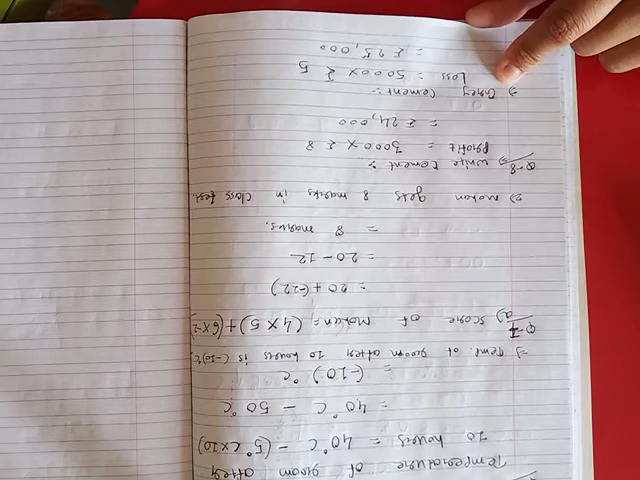 Temperature of room after
10 hours = 40°C - (5°C × 10)
= 40°C - 50°C
= (-10)°C
⇒ Temp. of room after 10 hours is (-10)°C
Q-7 a) Score of Mohan = (4 × 5) + (6 × -2)
= 20 + (-12)
= 20 - 12
= 8 marks.
⇒ Mohan gets 8 marks in class test.
Q-8 ⇒ White Cement :-
Profit = 3000 × ₹ 8
= ₹ 24,000
⇒ Grey Cement :-
Loss = 5000 × ₹ 5
= ₹ 25,000